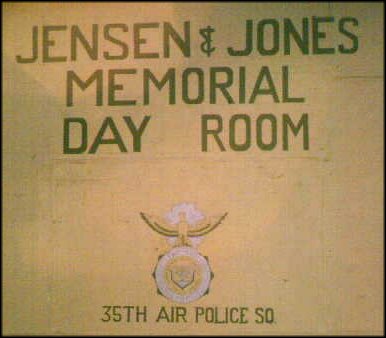 JENSEN & JONES
MEMORIAL
DAY ROOM
35TH AIR POLICE SQ.